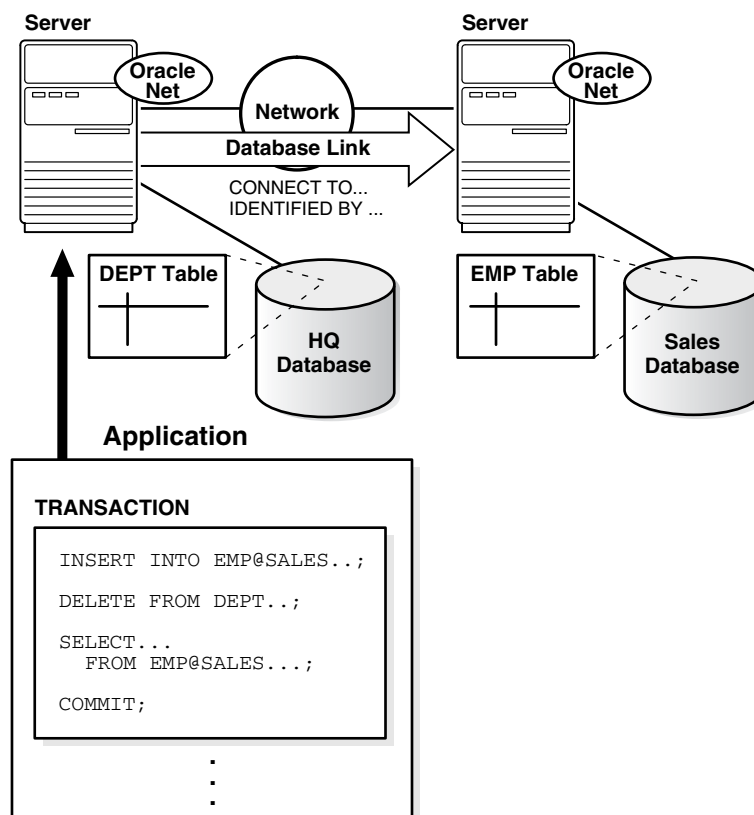 Server
Server
Oracle
Net
Oracle
Net
Network
Database Link
CONNECT TO...
IDENTIFIED BY ...
DEPT Table
EMP Table
HQ
Database
Sales
Database
Application
TRANSACTION
INSERT INTO EMP@SALES..;
DELETE FROM DEPT..;
SELECT...
FROM EMP@SALES...;
COMMIT;